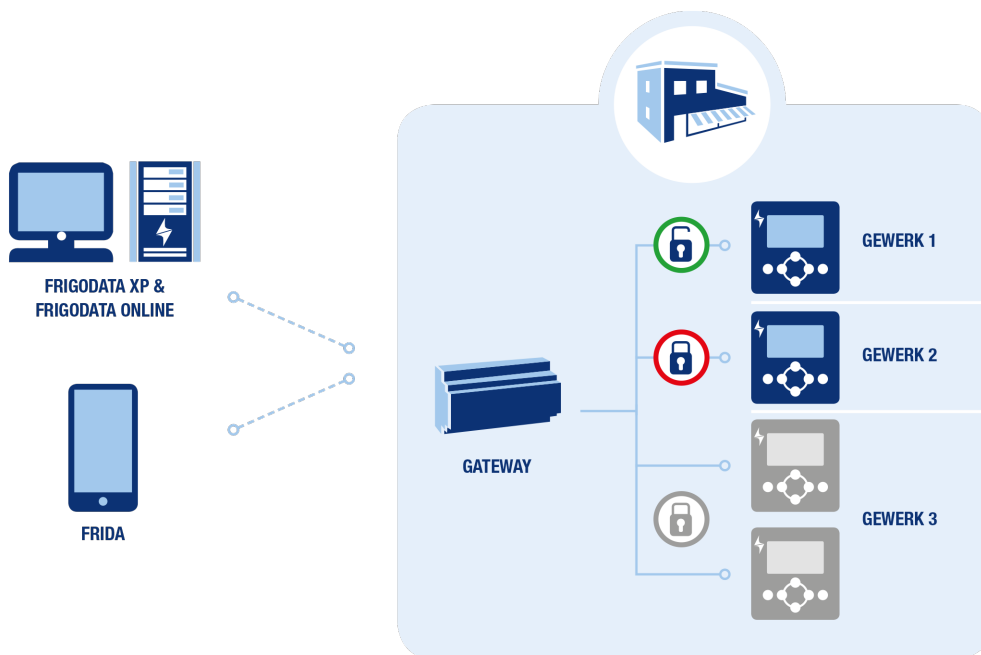 FRIGODATA XP &
FRIGODATA ONLINE
FRIDA
GATEWAY
GEWERK 1
GEWERK 2
GEWERK 3